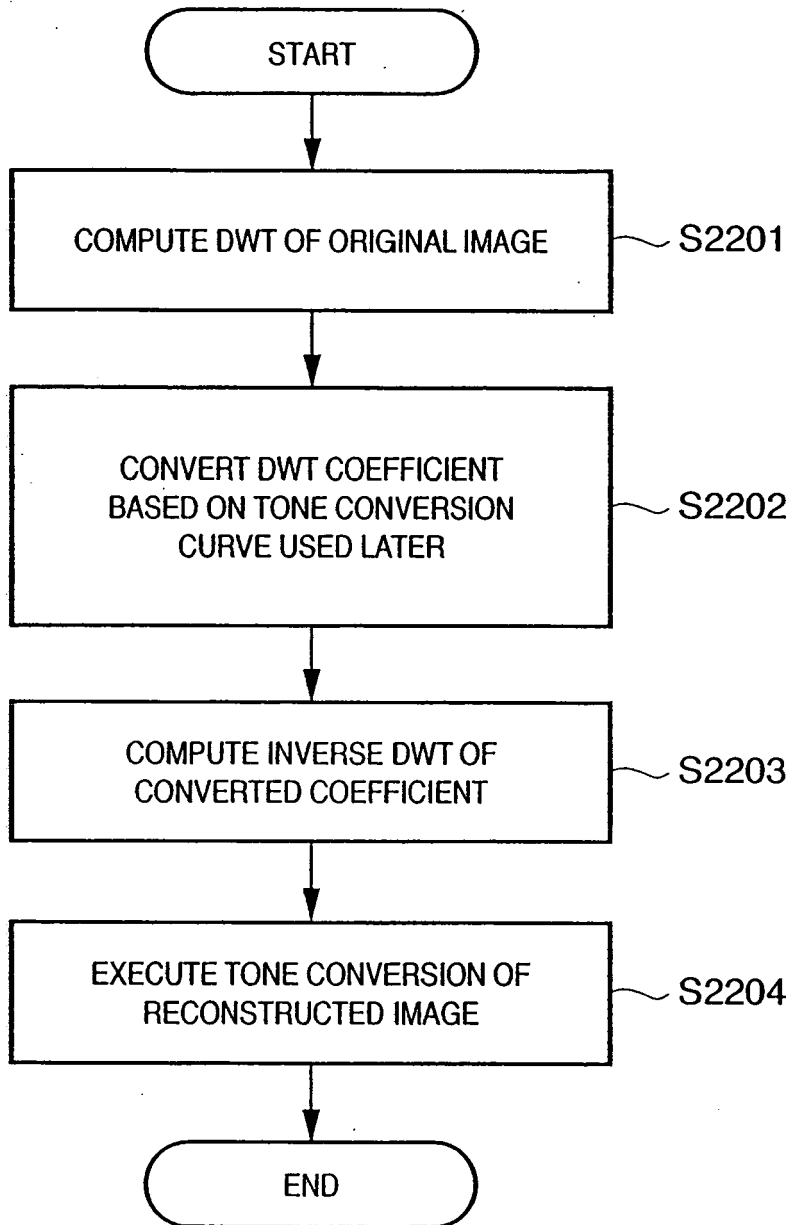 START
COMPUTE DWT OF ORIGINAL IMAGE
S2201
CONVERT DWT COEFFICIENT
BASED ON TONE CONVERSION
CURVE USED LATER
S2202
COMPUTE INVERSE DWT OF
CONVERTED COEFFICIENT
S2203
EXECUTE TONE CONVERSION OF
RECONSTRUCTED IMAGE
S2204
END